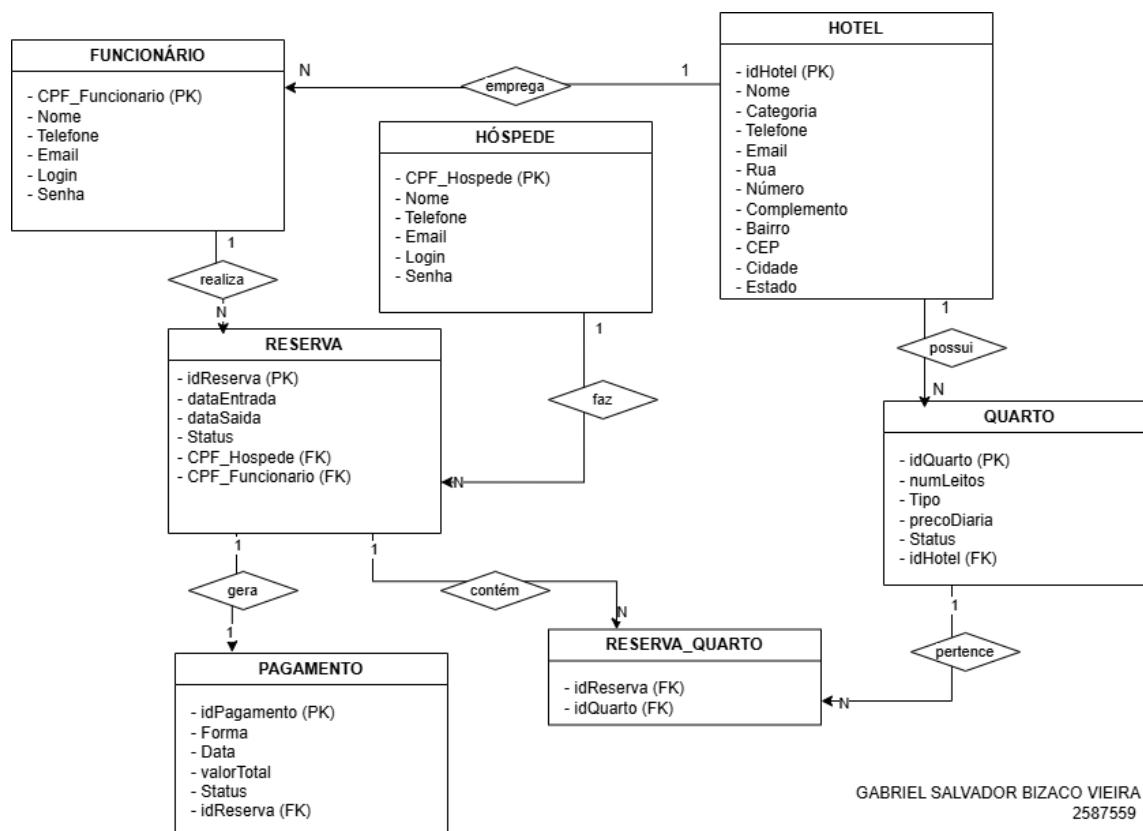 FUNCIONÁRIO
- CPF_Funcionario (PK)
- Nome
- Telefone
- Email
- Login
- Senha
N
emprega
1
HOTEL
- idHotel (PK)
- Nome
- Categoria
- Telefone
- Email
- Rua
- Número
- Complemento
- Bairro
- CEP
- Cidade
- Estado
HÓSPEDE
- CPF_Hospede (PK)
- Nome
- Telefone
- Email
- Login
- Senha
1
realiza
N
1
faz
N
1
possui
N
RESERVA
- idReserva (PK)
- dataEntrada
- dataSaida
- Status
- CPF_Hospede (FK)
- CPF_Funcionario (FK)
QUARTO
- idQuarto (PK)
- numLeitos
- Tipo
- precoDiaria
- Status
- idHotel (FK)
1
gera
1
1
contém
N
1
pertence
N
RESERVA_QUARTO
- idReserva (FK)
- idQuarto (FK)
PAGAMENTO
- idPagamento (PK)
- Forma
- Data
- valorTotal
- Status
- idReserva (FK)
GABRIEL SALVADOR BIZACO VIEIRA
2587559